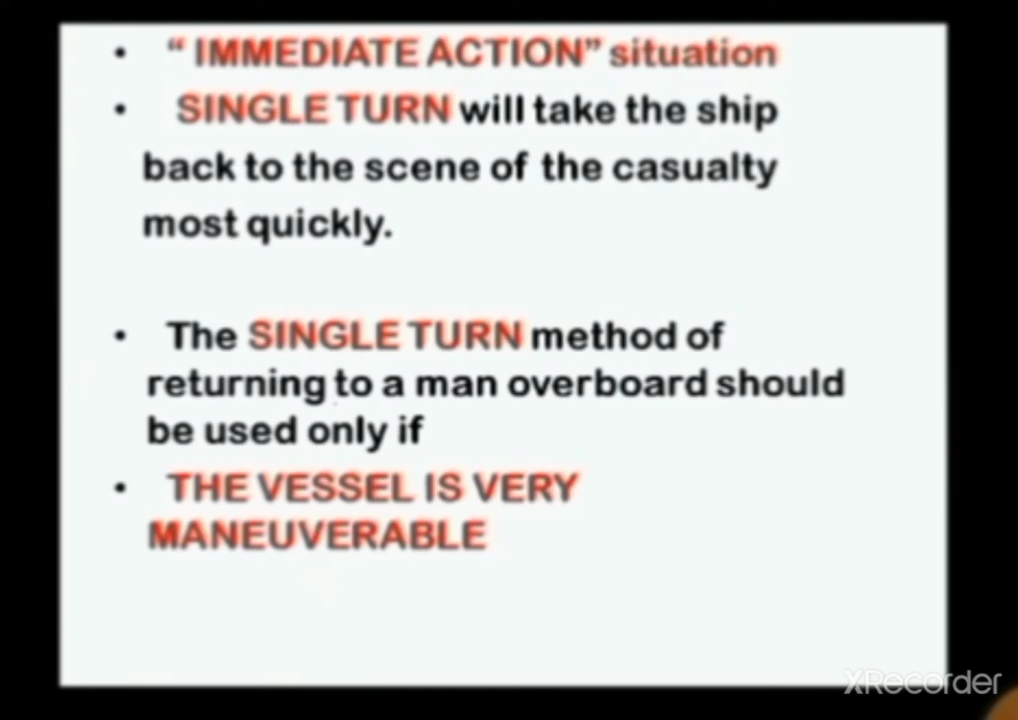 • “ IMMEDIATE ACTION” situation
• SINGLE TURN will take the ship
back to the scene of the casualty
most quickly.
• The SINGLE TURN method of
returning to a man overboard should
be used only if
• THE VESSEL IS VERY
MANEUVERABLE
XRecorder